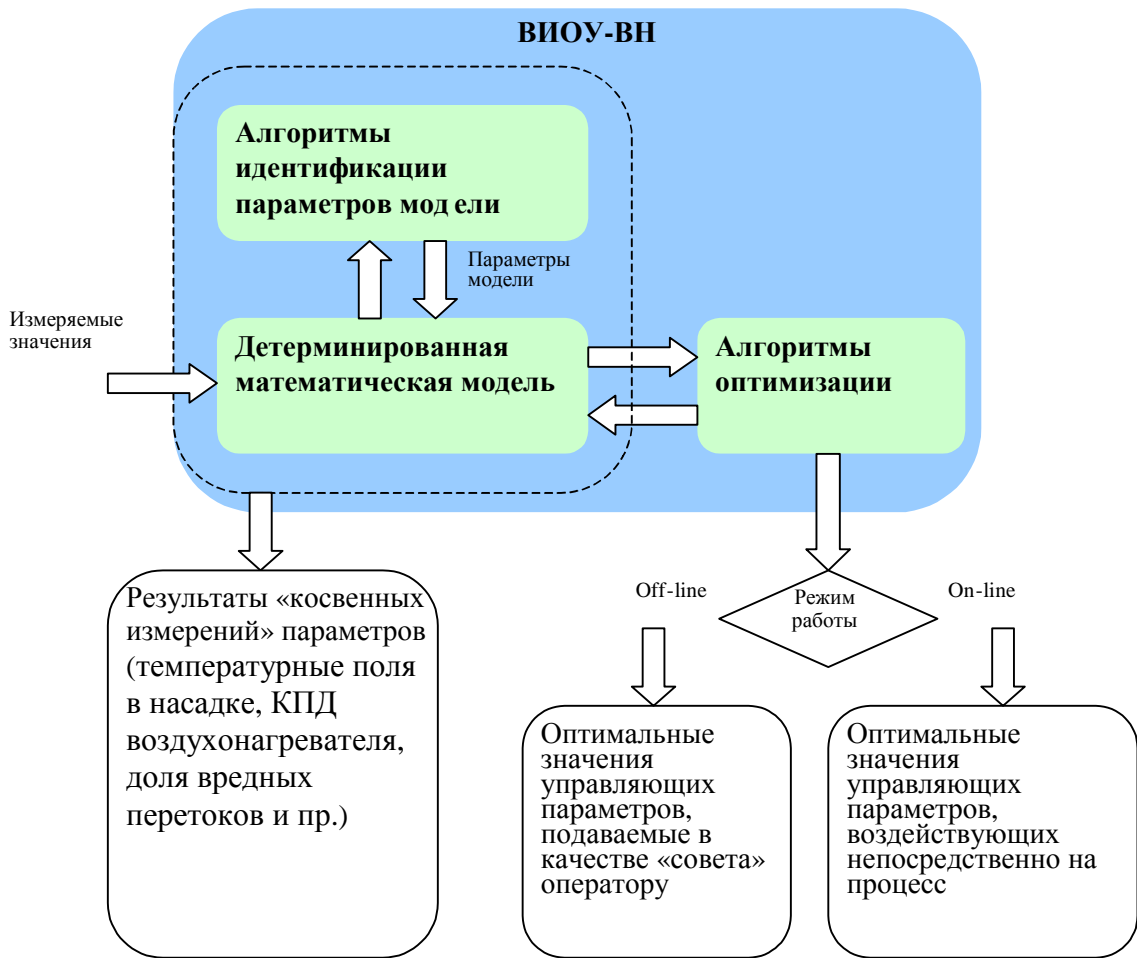 ВИОУ-ВН
Алгоритмы
идентификации
параметров мод ели
Параметры
модели
Измеряемые
значения
Детерминированная
математическая модель
Алгоритмы
оптимизации
Off-line
Режим
работы
On-line
Результаты «косвенных
измерений» параметров
(температурные поля
в насадке, КПД
воздухонагревателя,
доля вредных
перетоков и пр.)
Оптимальные
значения
управляющих
параметров,
подаваемые в
качестве «совета»
оператору
Оптимальные
значения
управляющих
параметров,
воздействующих
непосредственно на
процесс